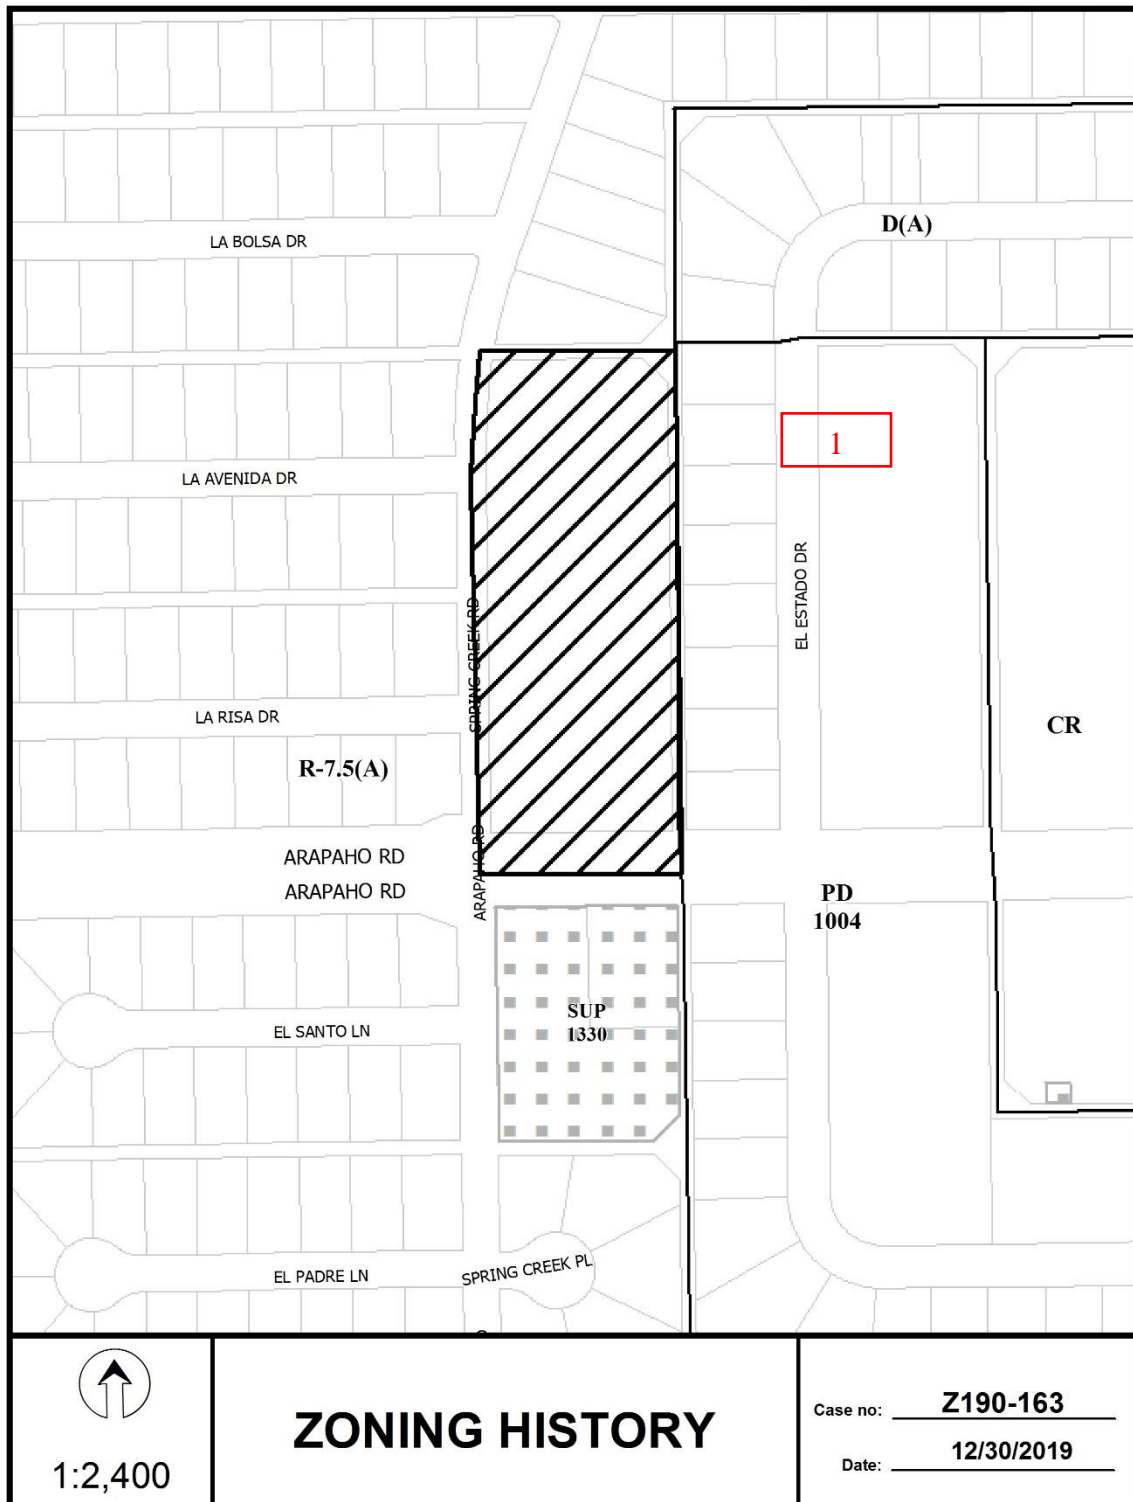 LA BOLSA DR
D(A)
1
LA AVENIDA DR
EL ESTADO DR
SPRING CREEK RD
LA RISA DR
CR
R-7.5(A)
ARAPAHO RD
ARAPAHO RD
ARAPAHO RD
PD
1004
SUP
1330
EL SANTO LN
EL PADRE LN
SPRING CREEK PL
1:2,400
ZONING HISTORY
Case no: Z190-163
Date: 12/30/2019